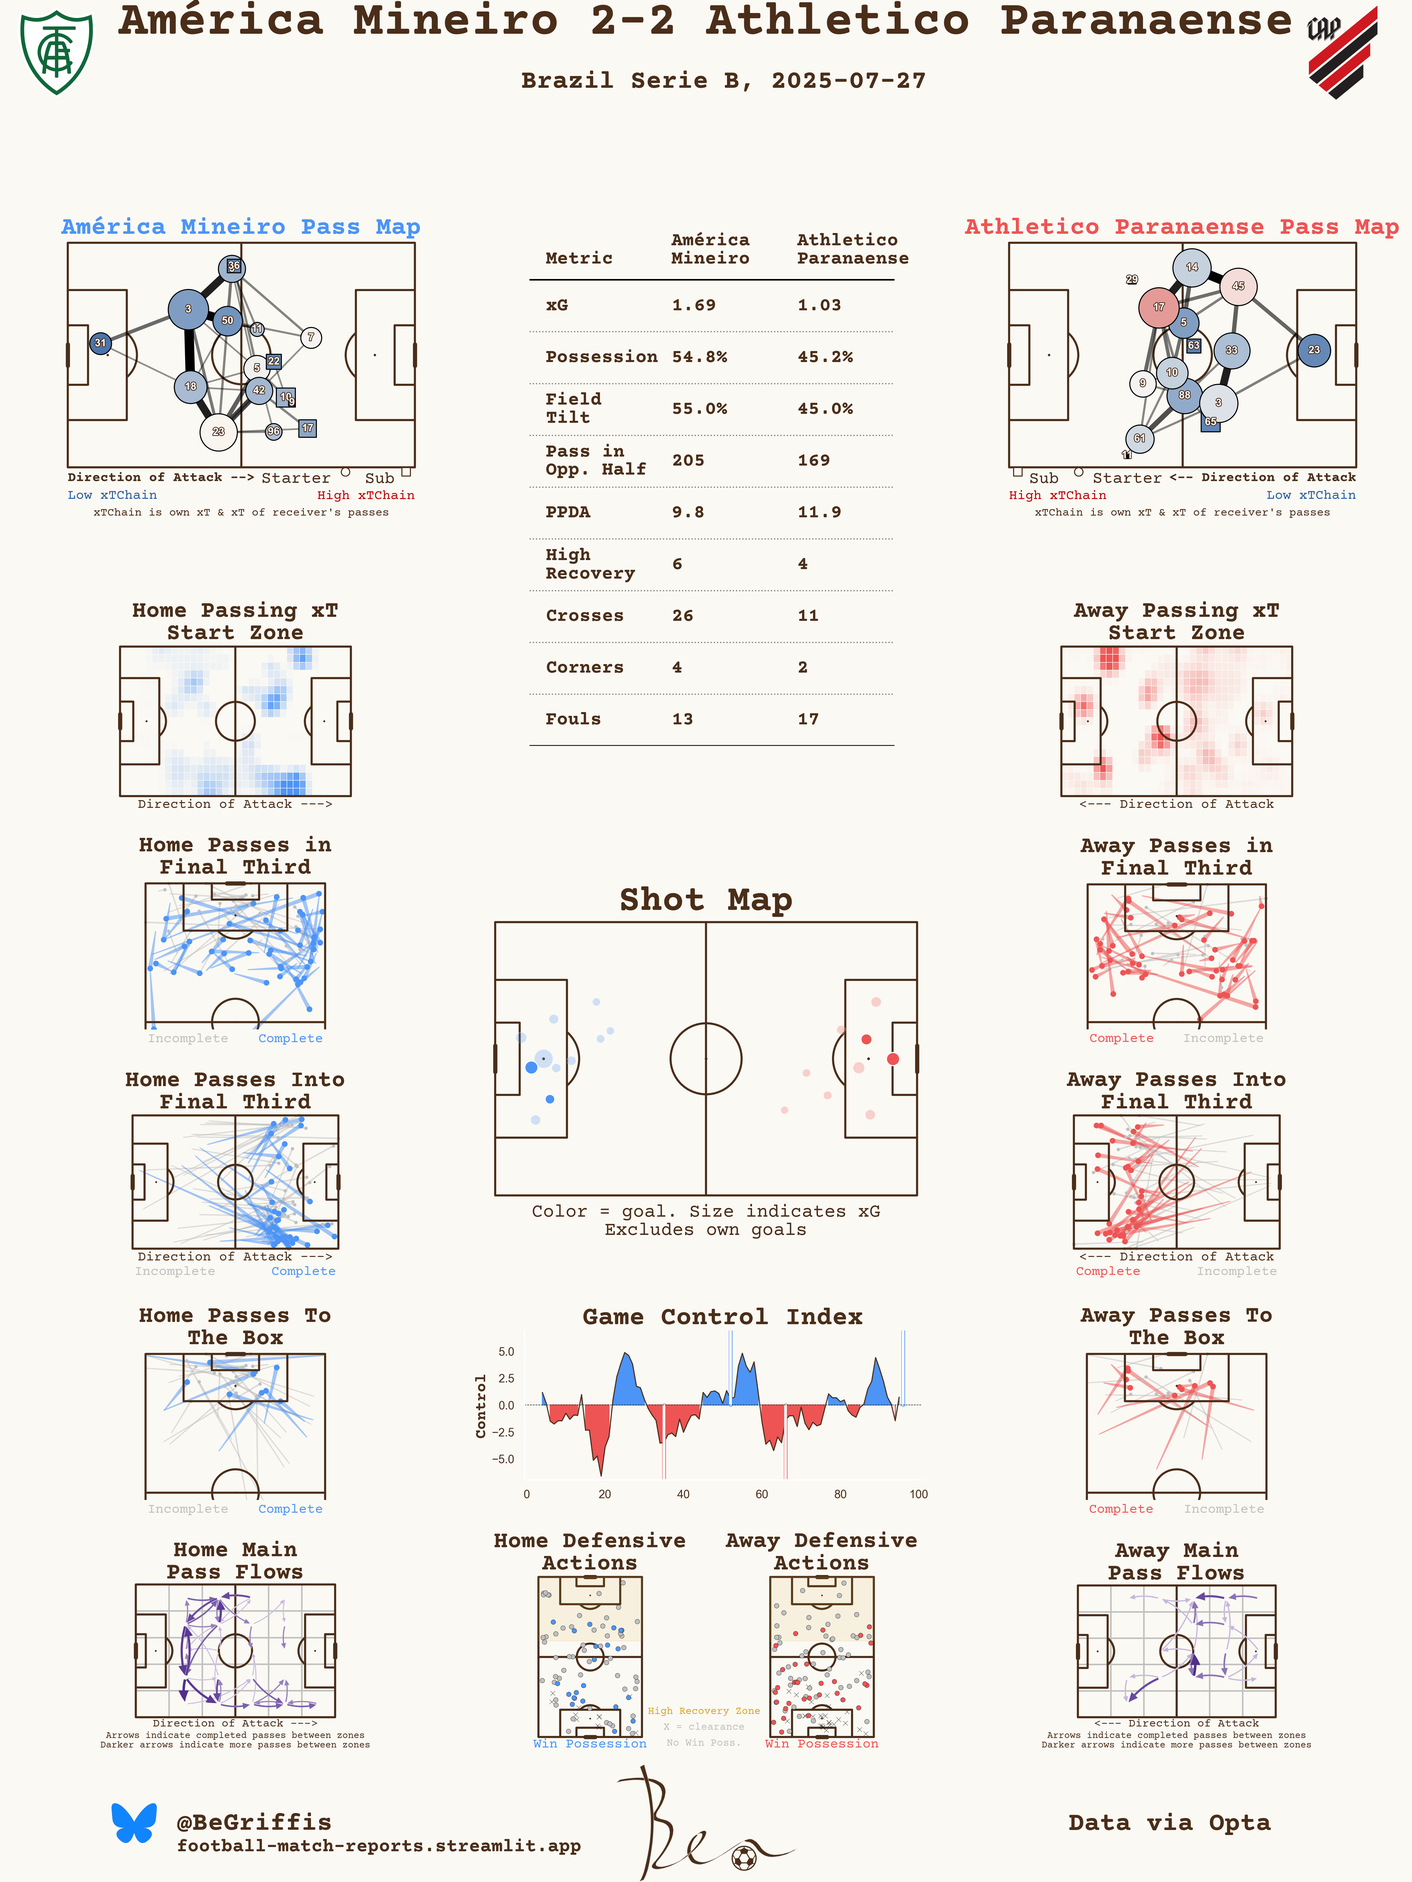 América Mineiro 2-2 Athletico Paranaense
CAP
Brazil Serie B, 2025-07-27
América Mineiro Pass Map
36
3
50
11
7
31
5
22
18
42
10
9
23
96
17
Direction of Attack --> Starter Sub
Low xTChain High xTChain
xTChain is own xT & xT of receiver's passes
Metric América Mineiro Athletico Paranaense
xG 1.69 1.03
Possession 54.8% 45.2%
Field Tilt 55.0% 45.0%
Pass in Opp. Half 205 169
PPDA 9.8 11.9
High Recovery 6 4
Crosses 26 11
Corners 4 2
Fouls 13 17
Athletico Paranaense Pass Map
14
29
45
17
5
63
33
23
10
9
88
3
65
61
11
Sub Starter <-- Direction of Attack
High xTChain Low xTChain
xTChain is own xT & xT of receiver's passes
Home Passing xT
Start Zone
Direction of Attack --->
Away Passing xT
Start Zone
<--- Direction of Attack
Home Passes in
Final Third
Incomplete Complete
Away Passes in
Final Third
Complete Incomplete
Shot Map
Color = goal. Size indicates xG
Excludes own goals
Home Passes Into
Final Third
Direction of Attack --->
Incomplete Complete
Away Passes Into
Final Third
<--- Direction of Attack
Complete Incomplete
Home Passes To
The Box
Incomplete Complete
Game Control Index
Control
5.0
2.5
0.0
−2.5
−5.0
0 20 40 60 80 100
Away Passes To
The Box
Complete Incomplete
Home Main
Pass Flows
Direction of Attack --->
Arrows indicate completed passes between zones
Darker arrows indicate more passes between zones
Home Defensive
Actions
Win Possession
High Recovery Zone
X = clearance
No Win Poss.
Away Defensive
Actions
Win Possession
Away Main
Pass Flows
<--- Direction of Attack
Arrows indicate completed passes between zones
Darker arrows indicate more passes between zones
@BeGriffis
football-match-reports.streamlit.app
Ben
Data via Opta